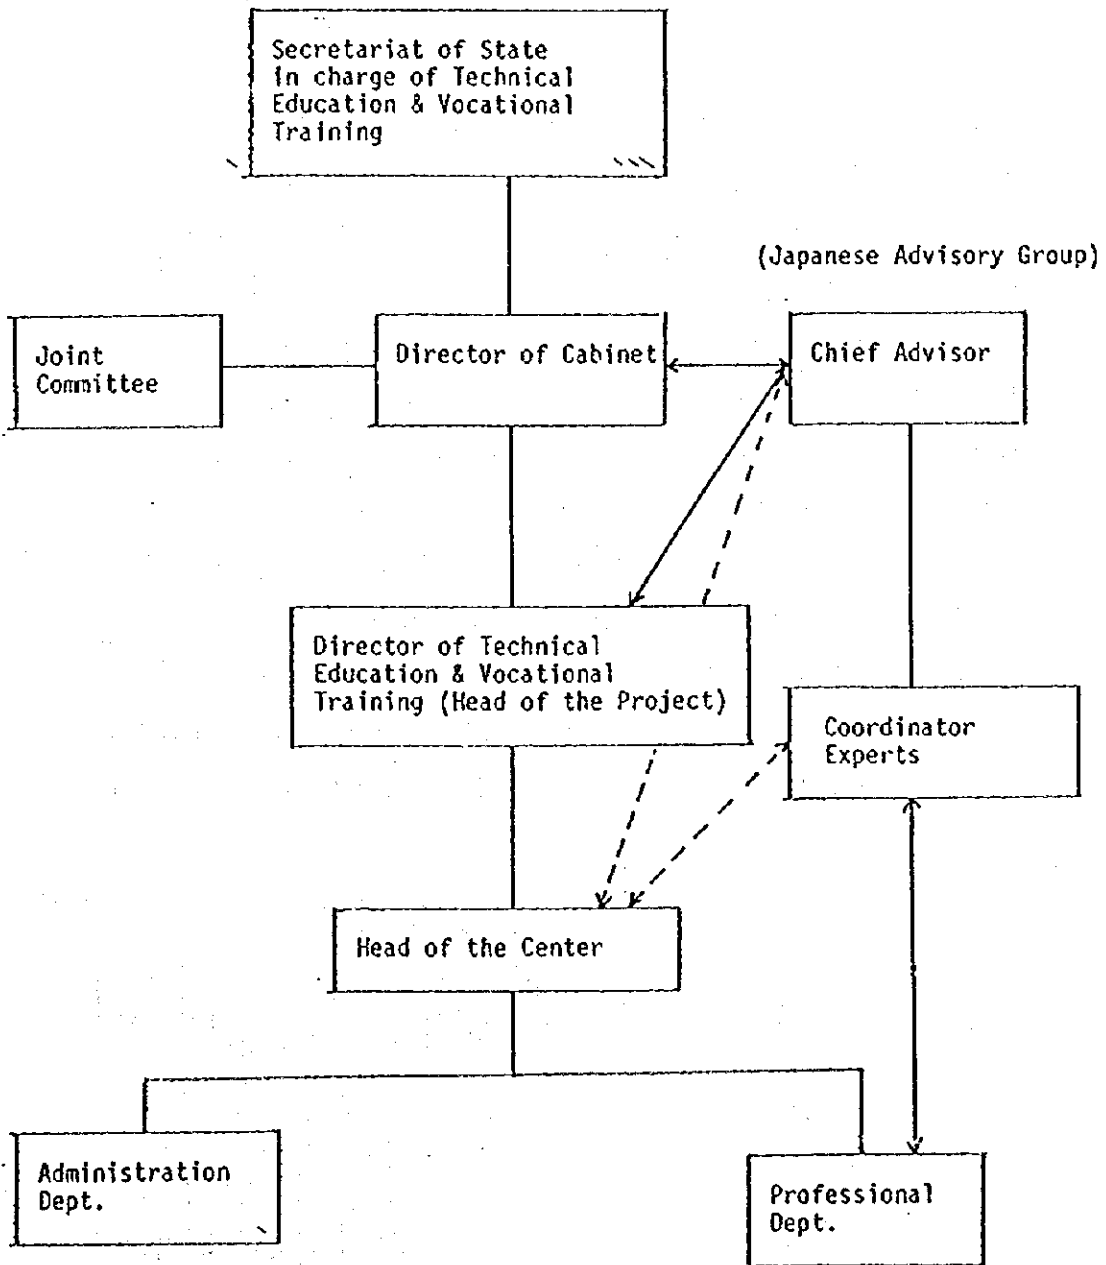 Secretariat of State
in charge of Technical
Education & Vocational
Training
(Japanese Advisory Group)
Joint
Committee
Director of Cabinet
Chief Advisor
Director of Technical
Education & Vocational
Training (Head of the Project)
Coordinator
Experts
Head of the Center
Administration
Dept.
Professional
Dept.